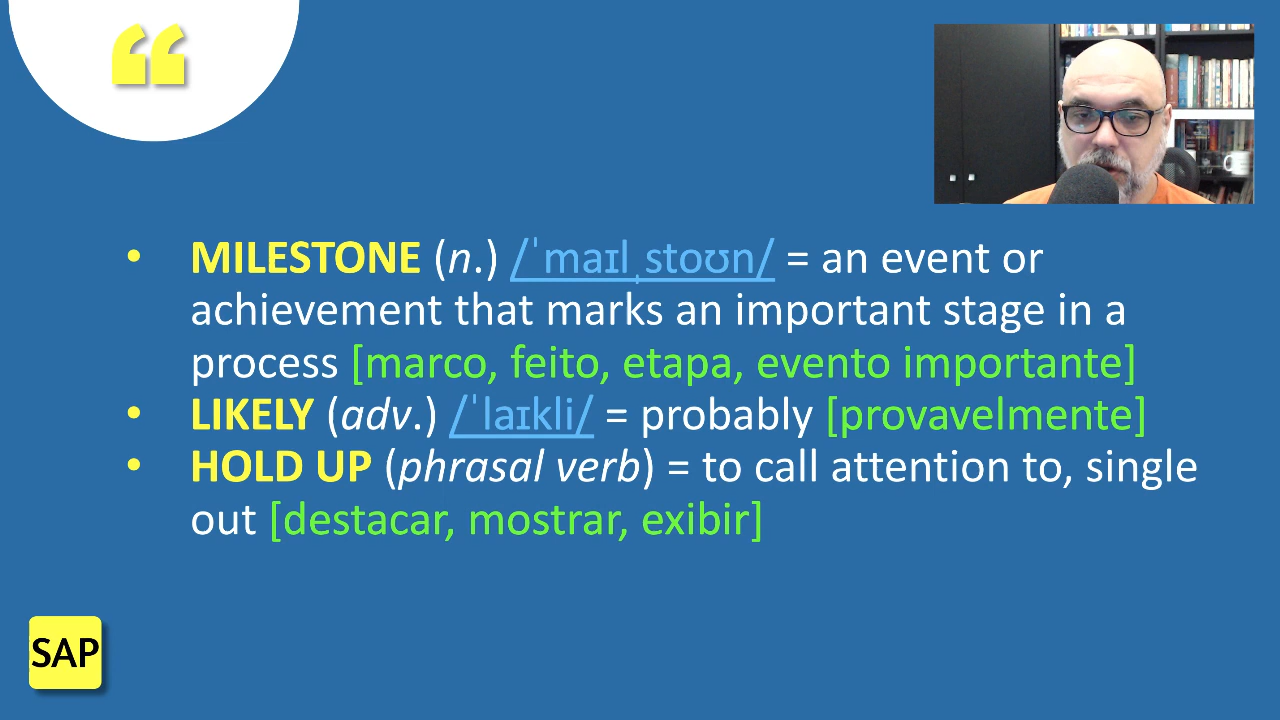 “
• MILESTONE (n.) /ˈmaɪlˌstoʊn/ = an event or
achievement that marks an important stage in a
process [marco, feito, etapa, evento importante]
• LIKELY (adv.) /ˈlaɪkli/ = probably [provavelmente]
• HOLD UP (phrasal verb) = to call attention to, single
out [destacar, mostrar, exibir]
SAP